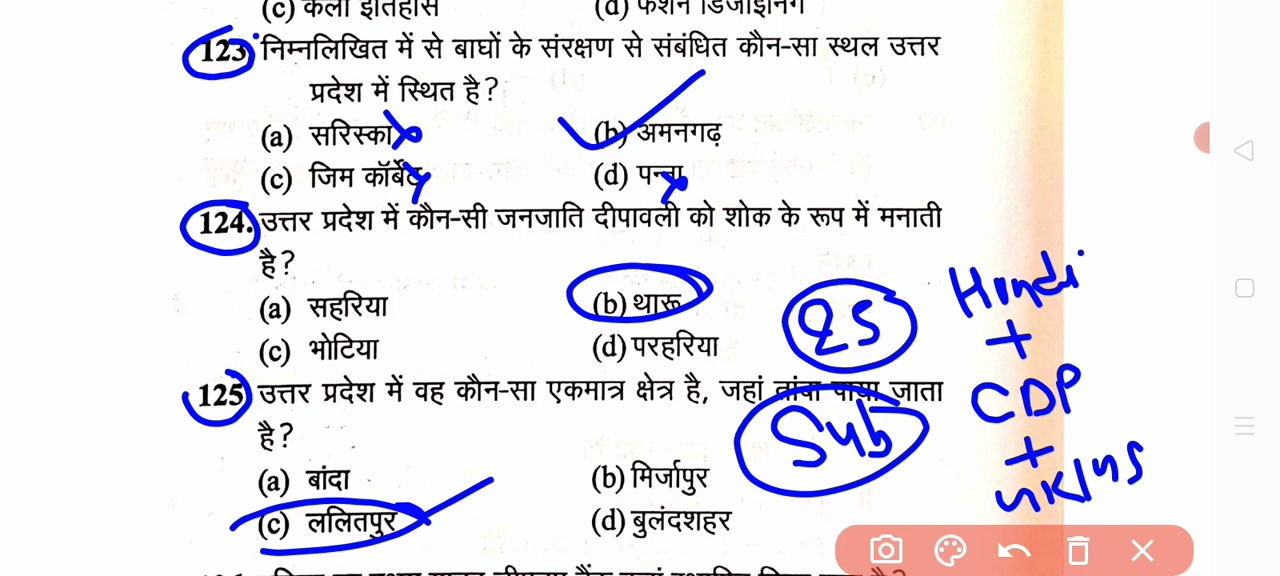 (c) कला इतिहास (d) फैशन डिजाइनिंग
123. निम्नलिखित में से बाघों के संरक्षण से संबंधित कौन-सा स्थल उत्तर
प्रदेश में स्थित है?
(a) सरिस्का (b) अमनगढ़
(c) जिम कॉर्बेट (d) पन्ना
124. उत्तर प्रदेश में कौन-सी जनजाति दीपावली को शोक के रूप में मनाती
है?
(a) सहरिया (b) थारू
(c) भोटिया (d) परहरिया
125. उत्तर प्रदेश में वह कौन-सा एकमात्र क्षेत्र है, जहां तांबा पाया जाता
है?
(a) बांदा (b) मिर्जापुर
(c) ललितपुर (d) बुलंदशहर
25
Sub
Hindi
+
CDP
+